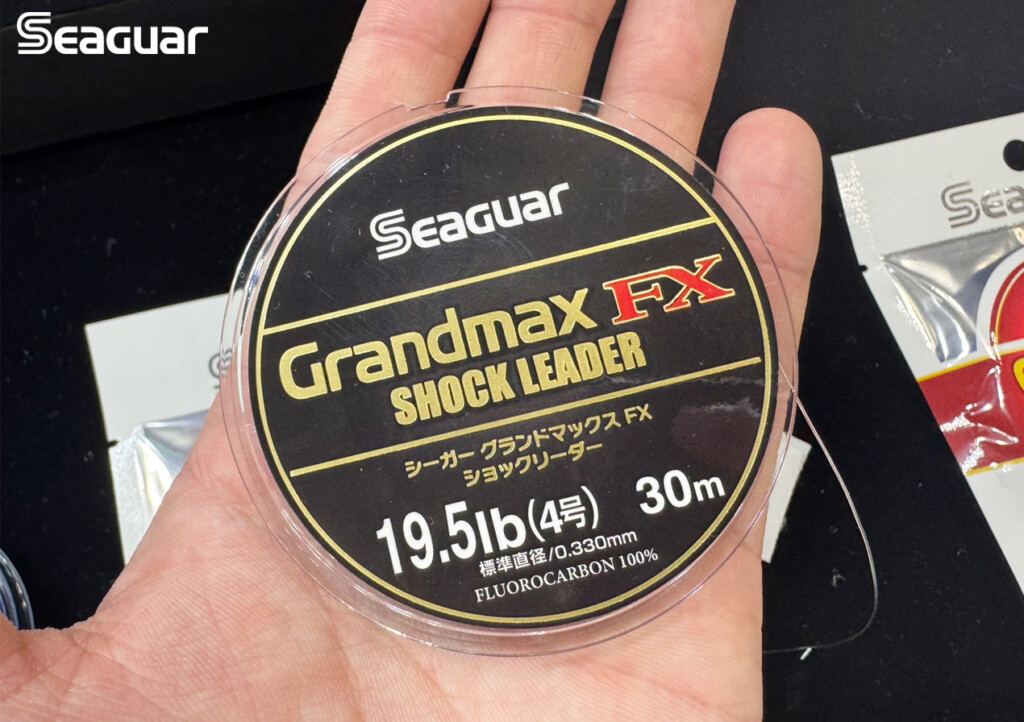 Seaguar
Seaguar
Grandmax FX
SHOCK LEADER
シーガー グランドマックス FX
ショックリーダー
19.5lb(4号) 30m
標準直径/0.330mm
FLUOROCARBON 100%